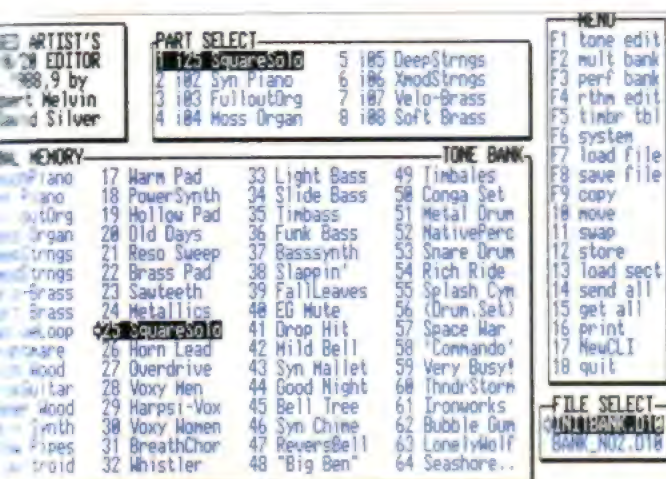 ARTIST'S
EDITOR
by
Melvin
Silver
PART SELECT
1 i25 SquareSolo
2 i02 Syn Piano
3 i03 FulloutOrg
4 i04 Moss Organ
5 i05 DeepStrngs
6 i06 XmodStrngs
7 i07 Velo-Brass
8 i08 Soft Brass
MEMORY
TONE BANK
Piano
Piano
outOrg
Organ
Strngs
trngs
Brass
Brass
Loop
ware
Wood
Guitar
Wood
Synth
Pipes
troid
17 Warm Pad
18 PowerSynth
19 Hollow Pad
20 Old Days
21 Reso Sweep
22 Brass Pad
23 Sawteeth
24 Metallics
25 SquareSolo
26 Horn Lead
27 Overdrive
28 Voxy Men
29 Harpsi-Vox
30 Voxy Women
31 BreathChor
32 Whistler
33 Light Bass
34 Slide Bass
35 Timbass
36 Funk Bass
37 Basssynth
38 Slappin'
39 FallLeaves
40 EG Mute
41 Drop Hit
42 Mild Bell
43 Syn Mallet
44 Good Night
45 Bell Tree
46 Syn Chime
47 ReversBell
48 "Big Ben"
49 Timbales
50 Conga Set
51 Metal Drum
52 NativePerc
53 Snare Drum
54 Rich Ride
55 Splash Cym
56 (Drum.Set)
57 Space War
58 'Commando'
59 Very Busy!
60 ThndrStorm
61 Ironworks
62 Bubble Gum
63 LonelyWolf
64 Seashore..
MENU
F1 tone edit
F2 mult bank
F3 perf bank
F4 rthm edit
F5 timbr tbl
F6 system
F7 load file
F8 save file
F9 copy
10 move
11 swap
12 store
13 load sect
14 send all
15 get all
16 print
17 NewCLI
18 quit
FILE SELECT
INITBANK.D10
BANK_NO2.D10